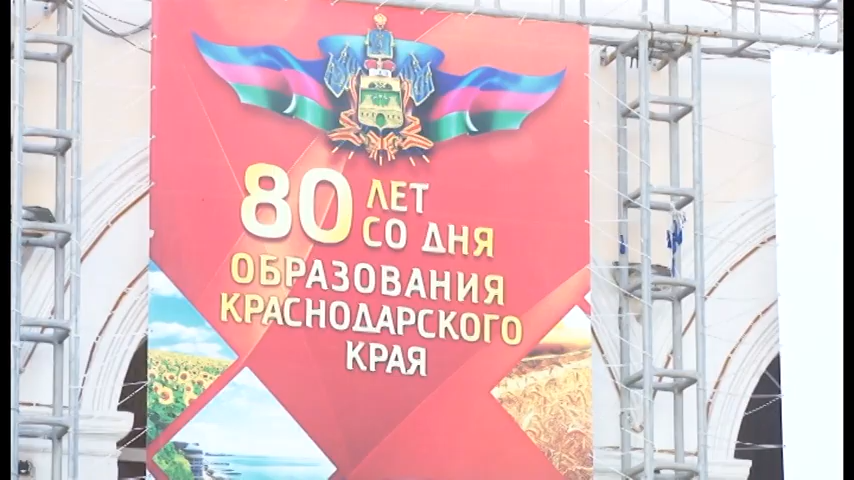 80 ЛЕТ
СО ДНЯ
ОБРАЗОВАНИЯ
КРАСНОДАРСКОГО
КРАЯ